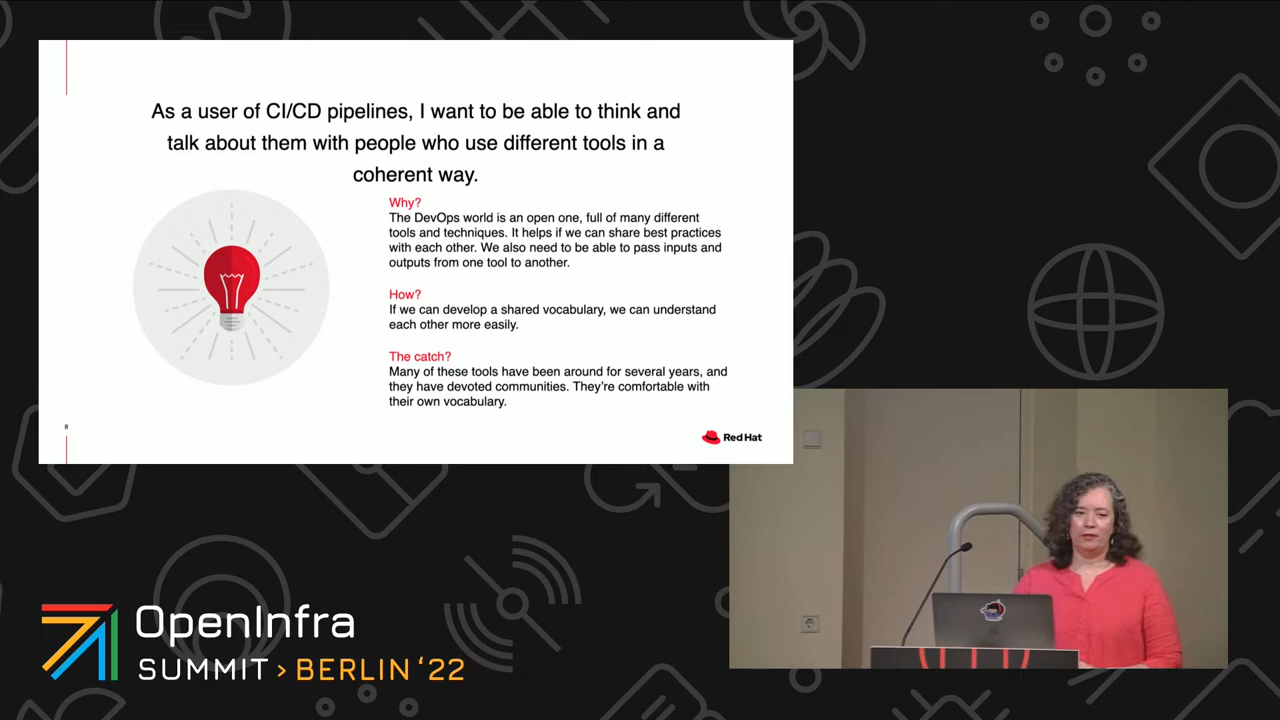 As a user of CI/CD pipelines, I want to be able to think and
talk about them with people who use different tools in a
coherent way.
Why?
The DevOps world is an open one, full of many different
tools and techniques. It helps if we can share best practices
with each other. We also need to be able to pass inputs and
outputs from one tool to another.
How?
If we can develop a shared vocabulary, we can understand
each other more easily.
The catch?
Many of these tools have been around for several years, and
they have devoted communities. They’re comfortable with
their own vocabulary.
8
Red Hat
OpenInfra
SUMMIT > BERLIN ‘22